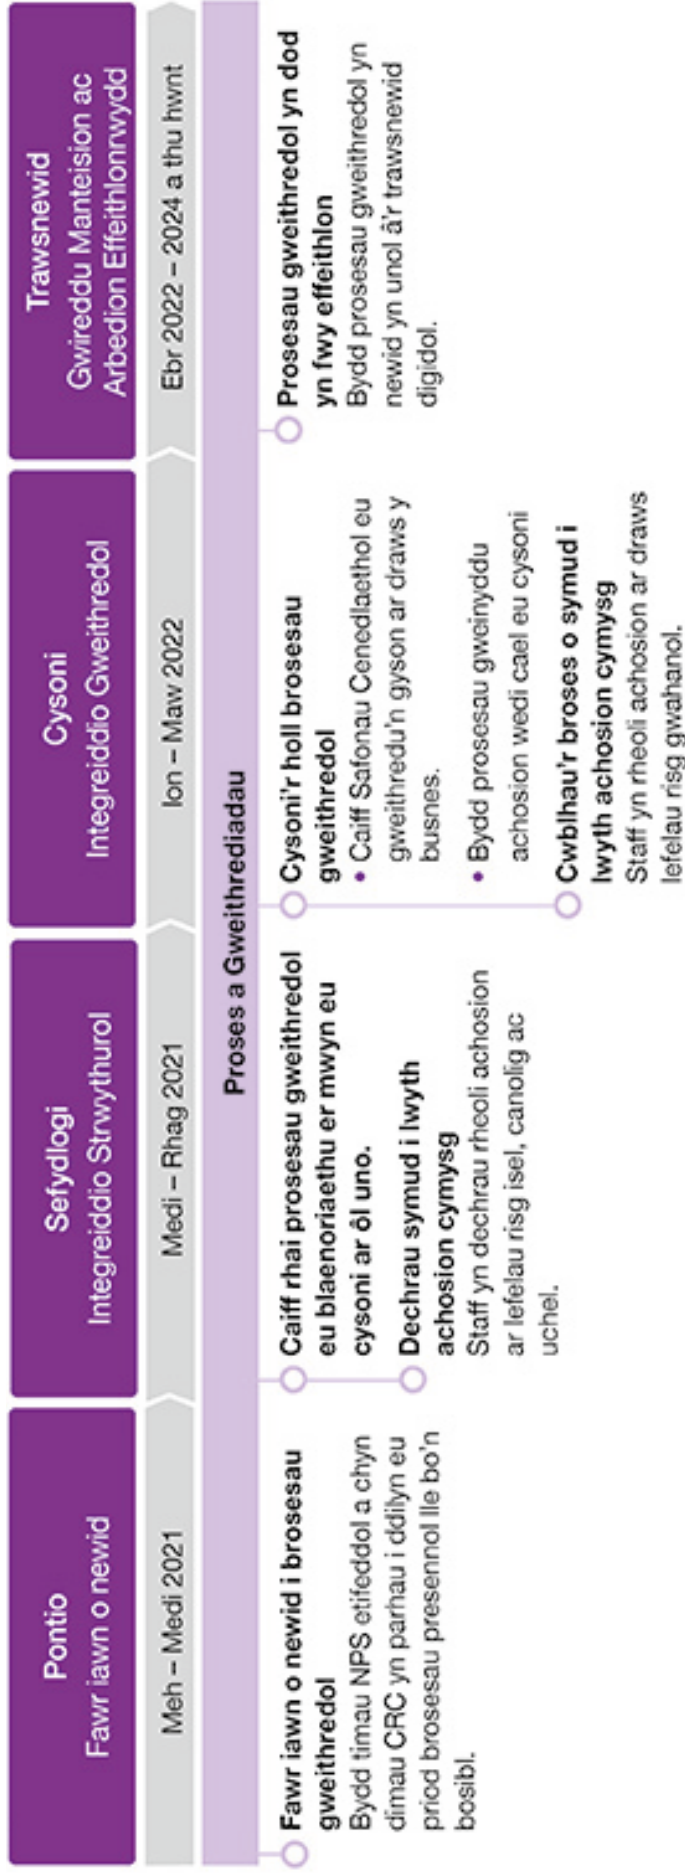 Pontio
Fawr iawn o newid
Meh – Medi 2021
Sefydlogi
Integreiddio Strwythurol
Medi – Rhag 2021
Cysoni
Integreiddio Gweithredol
Ion – Maw 2022
Trawsnewid
Gwireddu Manteision ac
Arbedion Effeithlonrwydd
Ebr 2022 – 2024 a thu hwnt
Proses a Gweithrediadau
Fawr iawn o newid i brosesau
gweithredol
Bydd timau NPS etifeddol a chyn
dimau CRC yn parhau i ddilyn eu
priod brosesau presennol lle bo'n
bosibl.
Caiff rhai prosesau gweithredol
eu blaenoriaethu er mwyn eu
cysoni ar ôl uno.
Dechrau symud i lwyth
achosion cymysg
Staff yn dechrau rheoli achosion
ar lefelau risg isel, canolig ac
uchel.
Cysoni'r holl brosesau
gweithredol
• Caiff Safonau Cenedlaethol eu
gweithredu'n gyson ar draws y
busnes.
• Bydd prosesau gweinyddu
achosion wedi cael eu cysoni
Cwblhau'r broses o symud i
lwyth achosion cymysg
Staff yn rheoli achosion ar draws
lefelau risg gwahanol.
Prosesau gweithredol yn dod
yn fwy effeithlon
Bydd prosesau gweithredol yn
newid yn unol â'r trawsnewid
digidol.